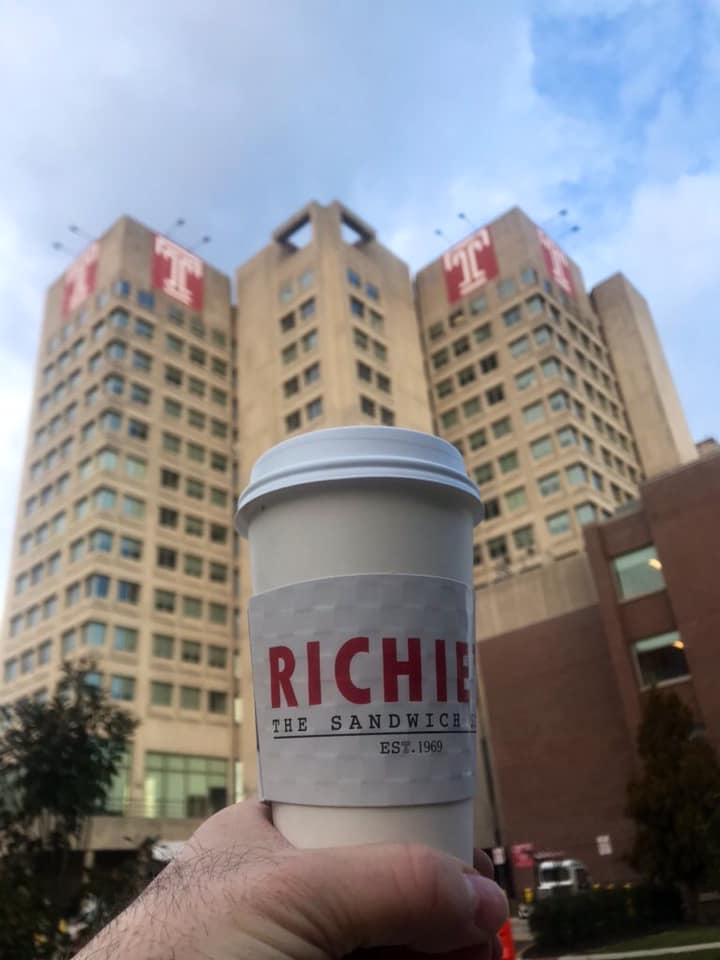 T T T T
RICHIE
THE SANDWICH
EST.1969